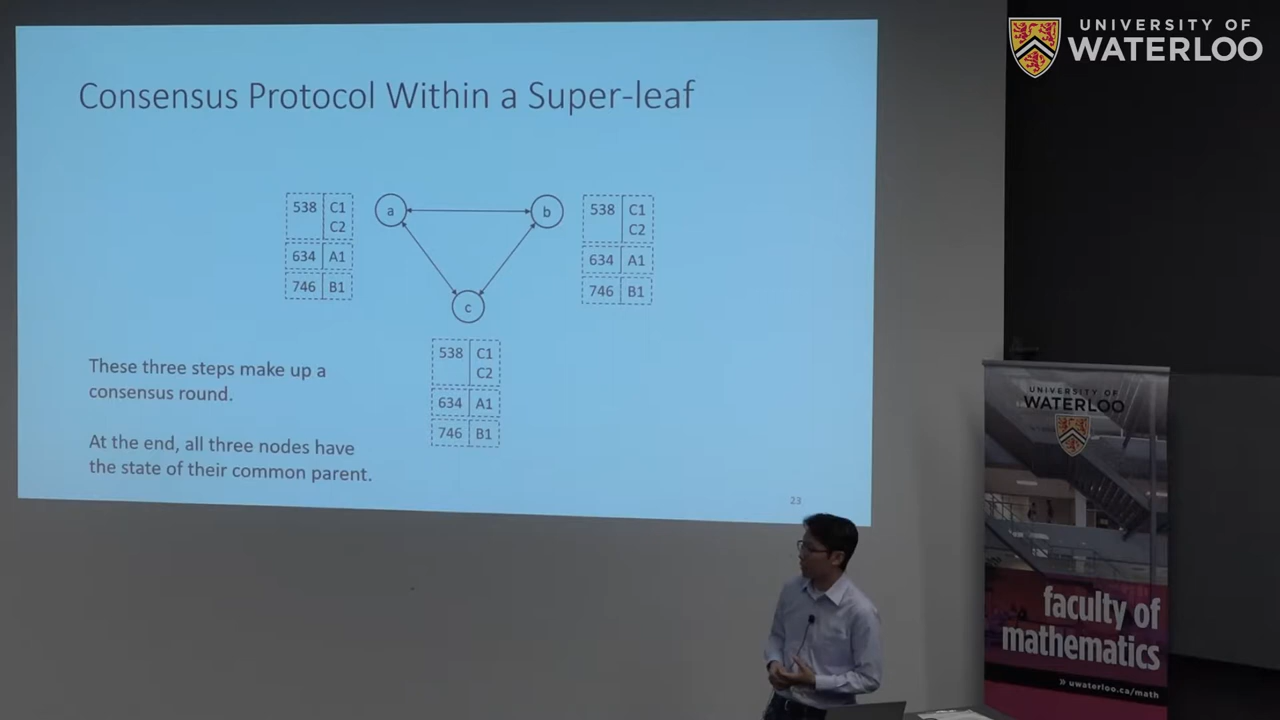 UNIVERSITY OF
WATERLOO
Consensus Protocol Within a Super-leaf
538 C1
C2
634 A1
746 B1
a
b
538 C1
C2
634 A1
746 B1
c
538 C1
C2
634 A1
746 B1
These three steps make up a
consensus round.
At the end, all three nodes have
the state of their common parent.
23
UNIVERSITY OF
WATERLOO
faculty of
mathematics
» uwaterloo.ca/math